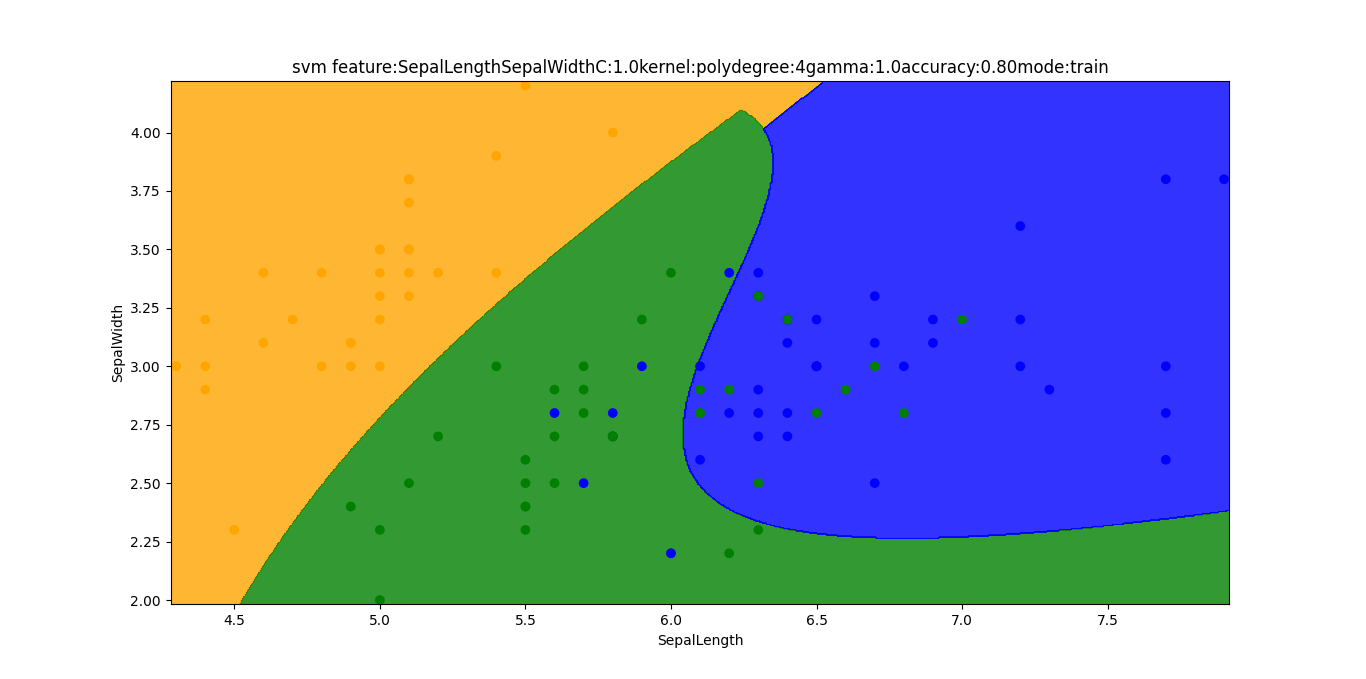 svm feature:SepalLengthSepalWidthC:1.0kernel:polydegree:4gamma:1.0accuracy:0.80mode:train
4.00
3.75
3.50
3.25
3.00
2.75
2.50
2.25
2.00
SepalWidth
4.5 5.0 5.5 6.0 6.5 7.0 7.5
SepalLength